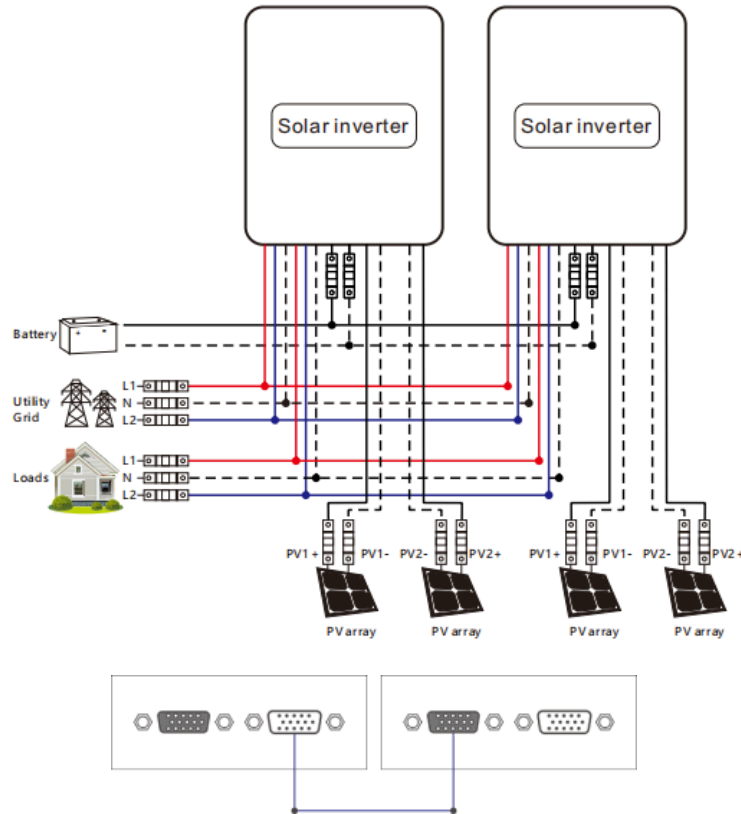 Solar inverter
Solar inverter
Battery
Utility
Grid
L1
N
L2
Loads
L1
N
L2
PV1+ PV1- PV2- PV2+ PV1+ PV1- PV2- PV2+
PV array PV array PV array PV array